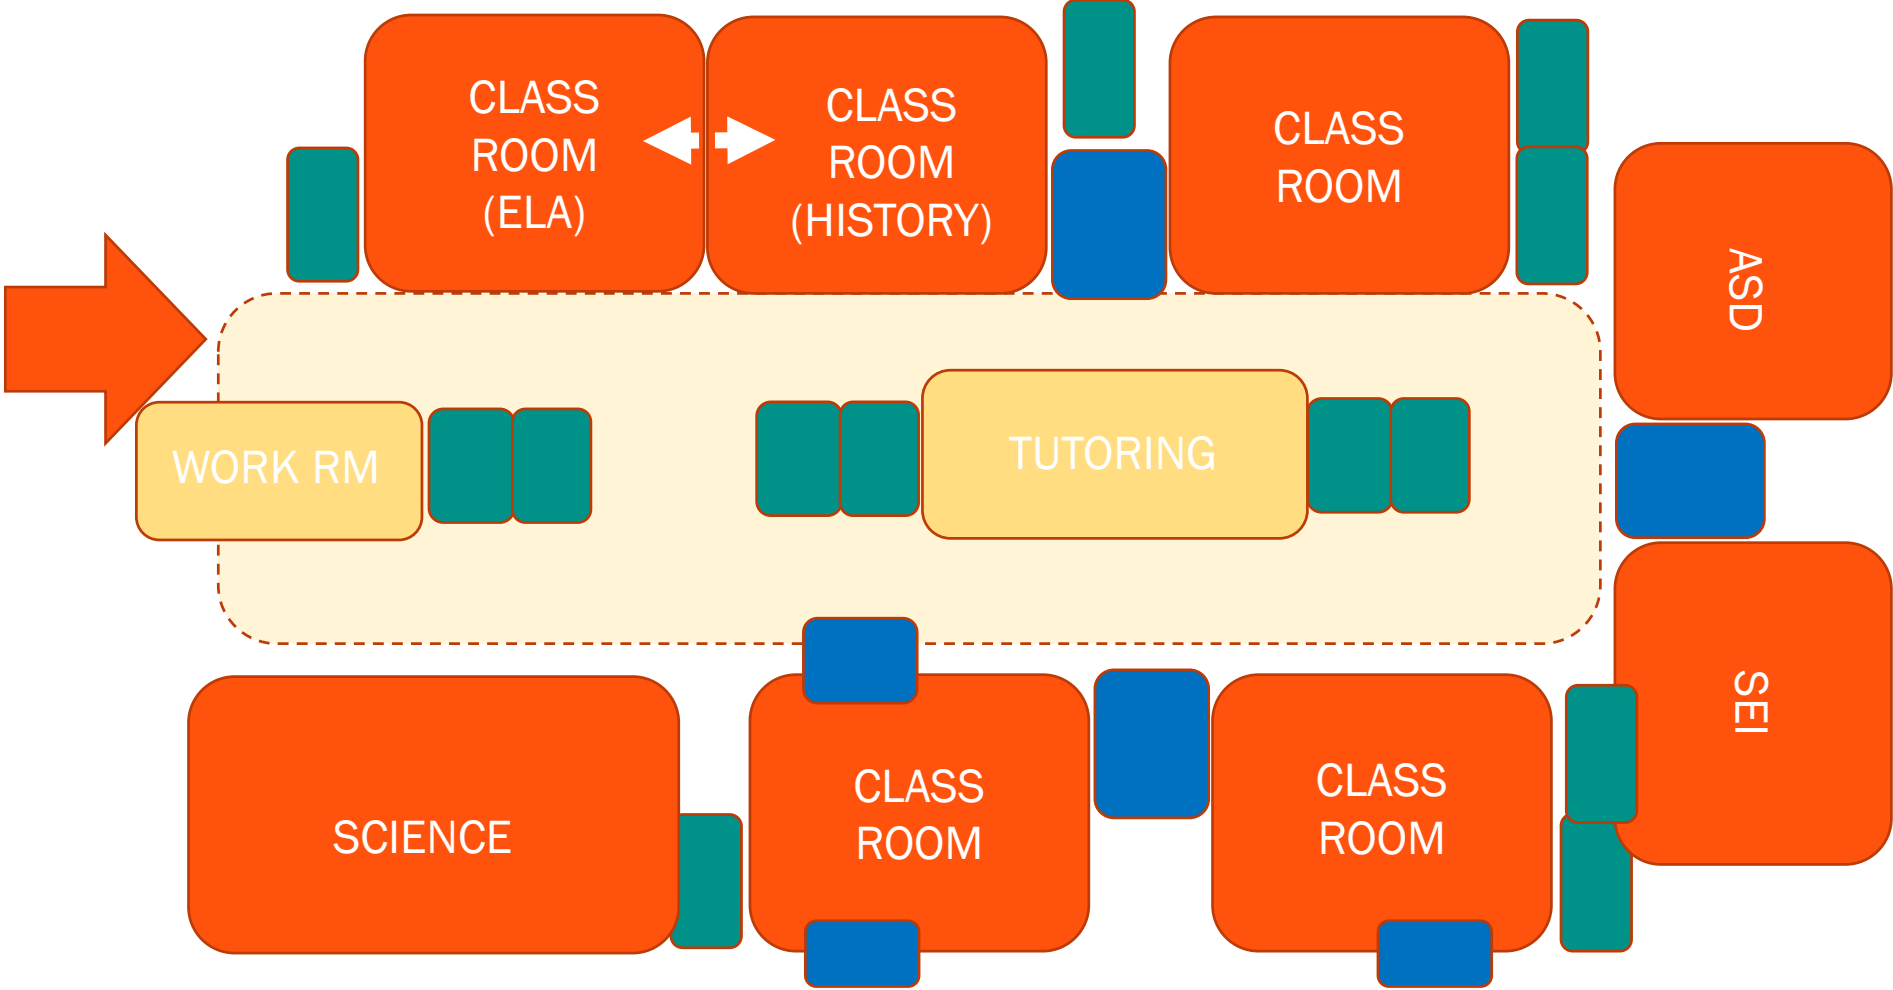 CLASS
ROOM
(ELA)
CLASS
ROOM
(HISTORY)
CLASS
ROOM
ASD
WORK RM
TUTORING
SEI
SCIENCE
CLASS
ROOM
CLASS
ROOM